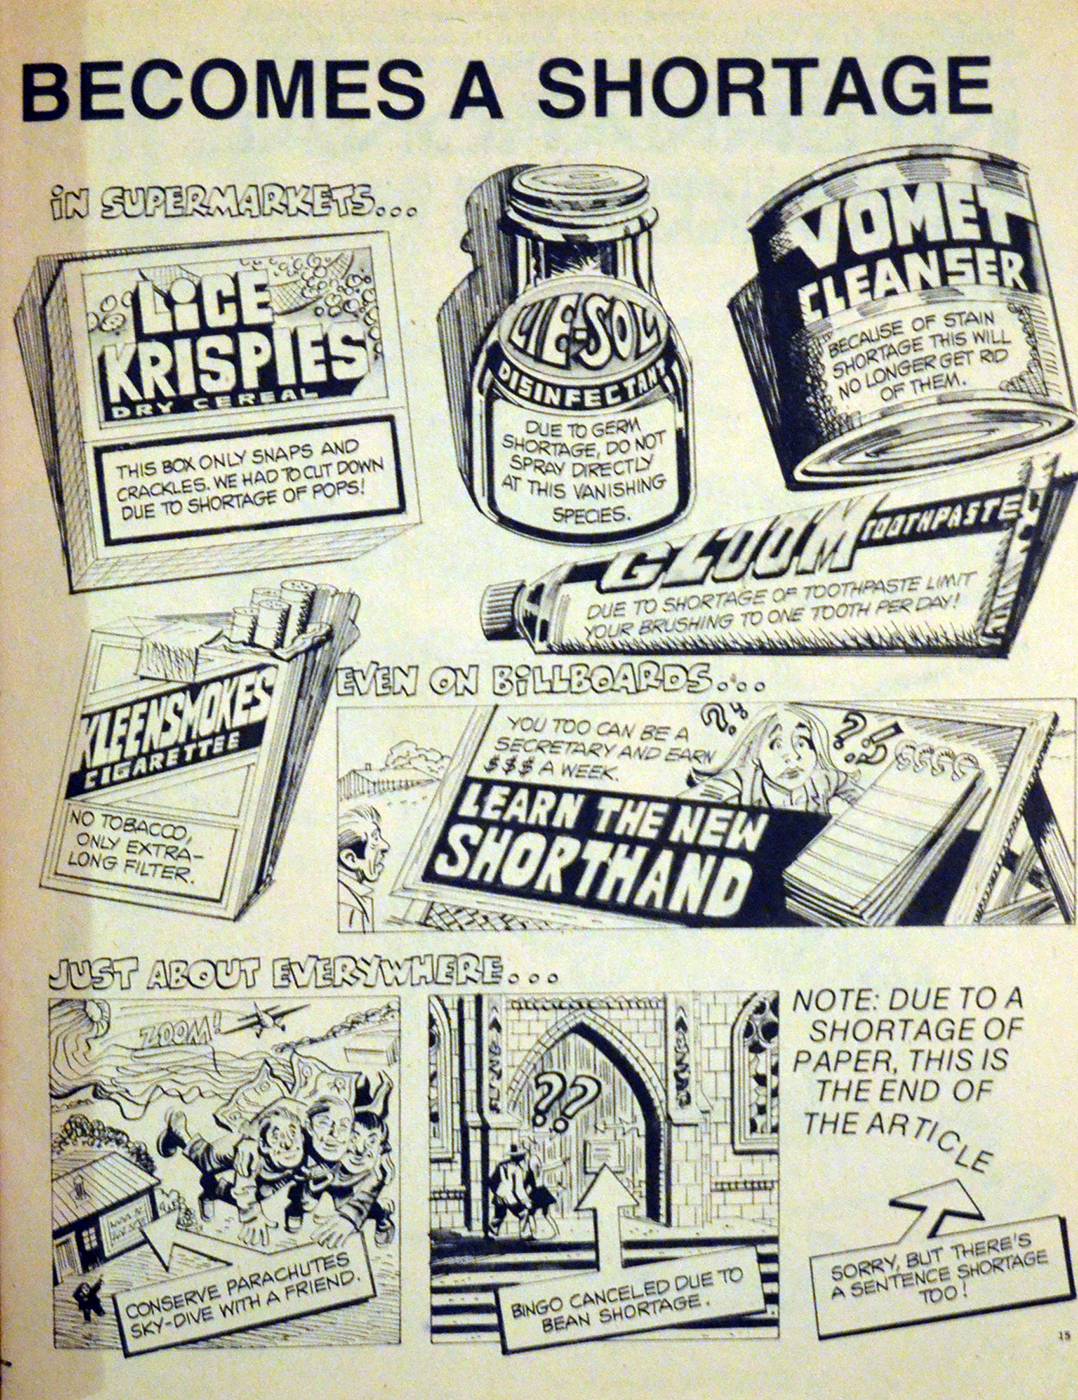 BECOMES A SHORTAGE
IN SUPERMARKETS...
LICE
KRISPIES
DRY CEREAL
THIS BOX ONLY SNAPS AND
CRACKLES. WE HAD TO CUT DOWN
DUE TO SHORTAGE OF POPS!
LIE-SOL
DISINFECTANT
DUE TO GERM
SHORTAGE, DO NOT
SPRAY DIRECTLY
AT THIS VANISHING
SPECIES.
VOMET
CLEANSER
BECAUSE OF STAIN
SHORTAGE THIS WILL
NO LONGER GET RID
OF THEM.
GLOOM TOOTHPASTE
DUE TO SHORTAGE OF TOOTHPASTE LIMIT
YOUR BRUSHING TO ONE TOOTH PER DAY!
KLEENSMOKES
CIGARETTES
NO TOBACCO,
ONLY EXTRA-
LONG FILTER.
EVEN ON BILLBOARDS...
YOU TOO CAN BE A
SECRETARY AND EARN
$$$ A WEEK.
LEARN THE NEW
SHORTHAND
??
??
JUST ABOUT EVERYWHERE...
ZOOM!
CONSERVE PARACHUTES
SKY-DIVE WITH A FRIEND.
??
BINGO CANCELED DUE TO
BEAN SHORTAGE.
NOTE: DUE TO A
SHORTAGE OF
PAPER, THIS IS
THE END OF
THE ARTICLE
SORRY, BUT THERE'S
A SENTENCE SHORTAGE
TOO!
15